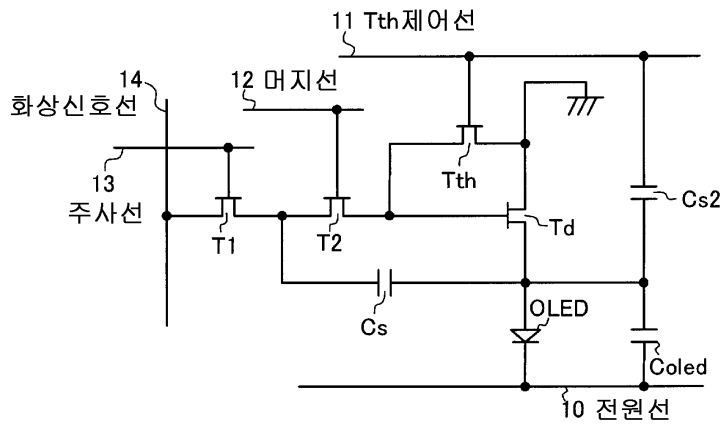 11 Tth제어선
14
12 머지선
화상신호선
13
주사선
T1
T2
Tth
Td
Cs2
Cs
OLED
Coled
10 전원선